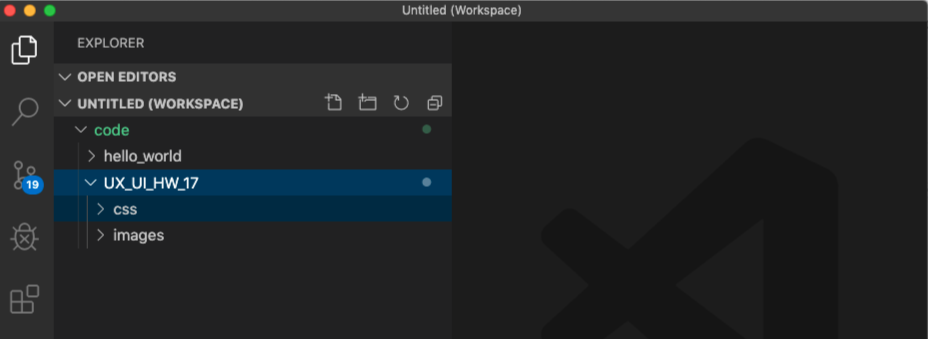 Untitled (Workspace)
EXPLORER
OPEN EDITORS
UNTITLED (WORKSPACE)
code
hello_world
UX_UI_HW_17
css
images
19